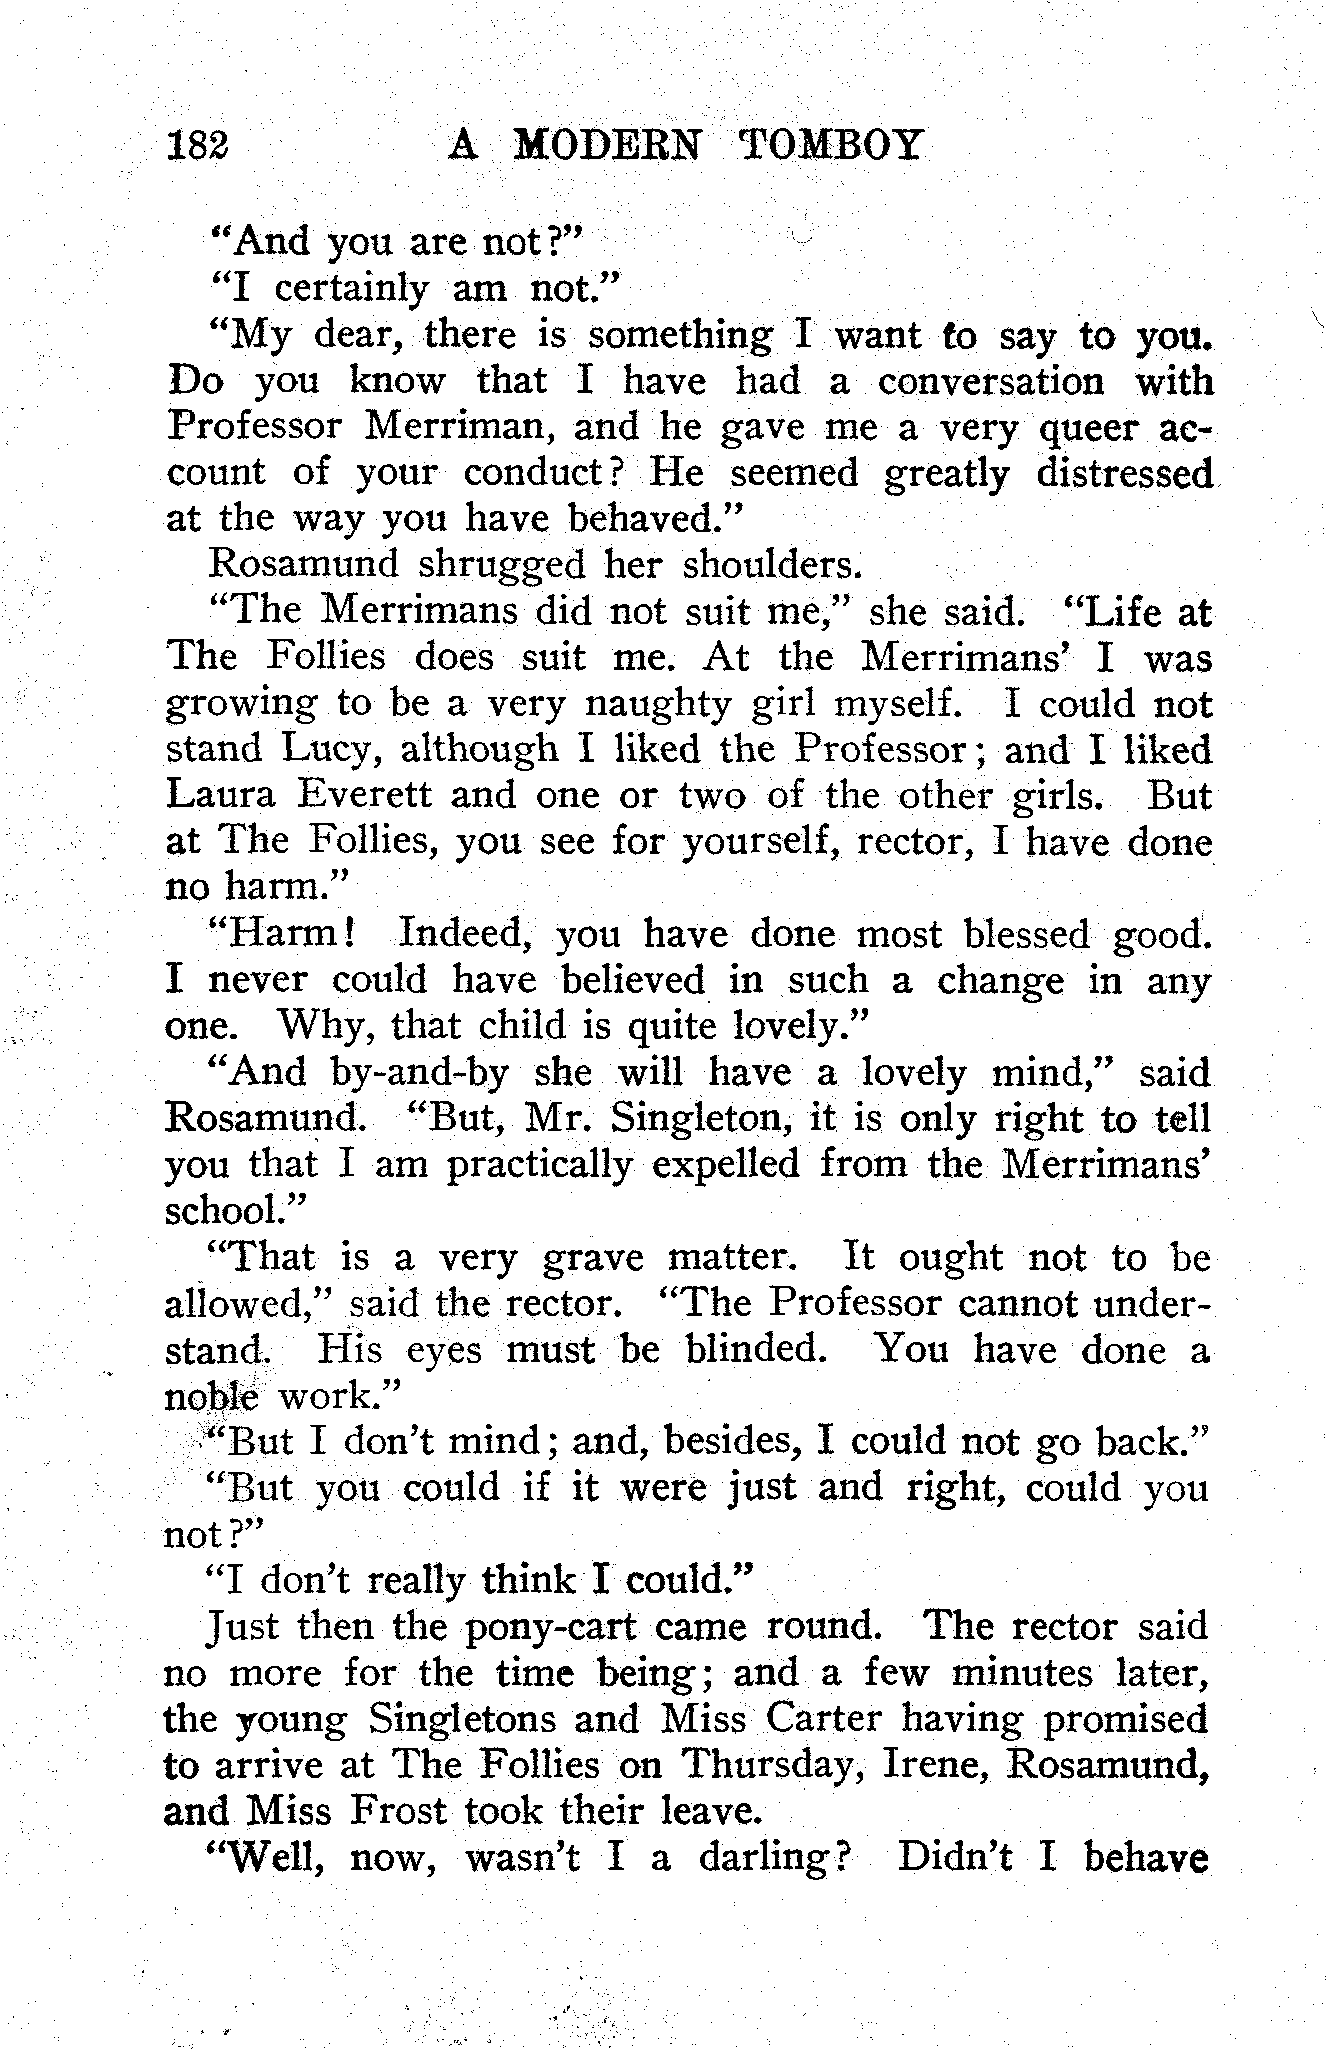 182 A MODERN TOMBOY
“And you are not?”
“I certainly am not.”
“My dear, there is something I want to say to you.
Do you know that I have had a conversation with
Professor Merriman, and he gave me a very queer ac-
count of your conduct? He seemed greatly distressed
at the way you have behaved.”
Rosamund shrugged her shoulders.
“The Merrimans did not suit me,” she said. “Life at
The Follies does suit me. At the Merrimans’ I was
growing to be a very naughty girl myself. I could not
stand Lucy, although I liked the Professor; and I liked
Laura Everett and one or two of the other girls. But
at The Follies, you see for yourself, rector, I have done
no harm.”
“Harm! Indeed, you have done most blessed good.
I never could have believed in such a change in any
one. Why, that child is quite lovely.”
“And by-and-by she will have a lovely mind,” said
Rosamund. “But, Mr. Singleton, it is only right to tell
you that I am practically expelled from the Merrimans’
school.”
“That is a very grave matter. It ought not to be
allowed,” said the rector. “The Professor cannot under-
stand. His eyes must be blinded. You have done a
noble work.”
“But I don’t mind; and, besides, I could not go back.”
“But you could if it were just and right, could you
not?”
“I don’t really think I could.”
Just then the pony-cart came round. The rector said
no more for the time being; and a few minutes later,
the young Singletons and Miss Carter having promised
to arrive at The Follies on Thursday, Irene, Rosamund,
and Miss Frost took their leave.
“Well, now, wasn’t I a darling? Didn’t I behave